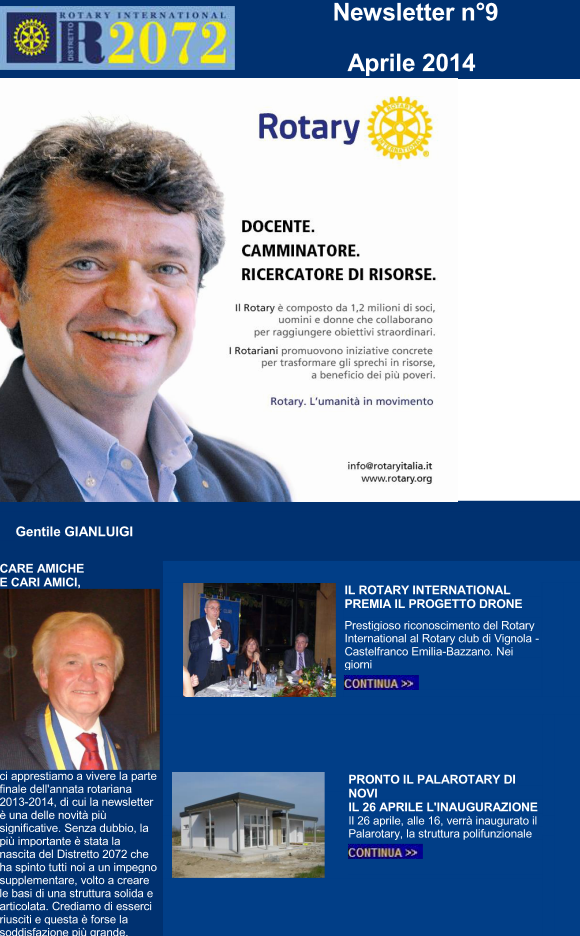 ROTARY INTERNATIONAL
DISTRETTO
R2072
Newsletter n°9
Aprile 2014
Rotary
ROTARY
INTERNATIONAL
DOCENTE.
CAMMINATORE.
RICERCATORE DI RISORSE.
Il Rotary è composto da 1,2 milioni di soci,
uomini e donne che collaborano
per raggiungere obiettivi straordinari.
I Rotariani promuovono iniziative concrete
per trasformare gli sprechi in risorse,
a beneficio dei più poveri.
Rotary. L'umanità in movimento
info@rotaryitalia.it
www.rotary.org
Gentile GIANLUIGI
CARE AMICHE
E CARI AMICI,
ci apprestiamo a vivere la parte
finale dell'annata rotariana
2013-2014, di cui la newsletter
è una delle novità più
significative. Senza dubbio, la
più importante è stata la
nascita del Distretto 2072 che
ha spinto tutti noi a un impegno
supplementare, volto a creare
le basi di una struttura solida e
articolata. Crediamo di esserci
riusciti e questa è forse la
soddisfazione più grande.
IL ROTARY INTERNATIONAL
PREMIA IL PROGETTO DRONE
Prestigioso riconoscimento del Rotary
International al Rotary club di Vignola -
Castelfranco Emilia-Bazzano. Nei
giorni
CONTINUA >>
PRONTO IL PALAROTARY DI
NOVI
IL 26 APRILE L'INAUGURAZIONE
Il 26 aprile, alle 16, verrà inaugurato il
Palarotary, la struttura polifunzionale
CONTINUA >>